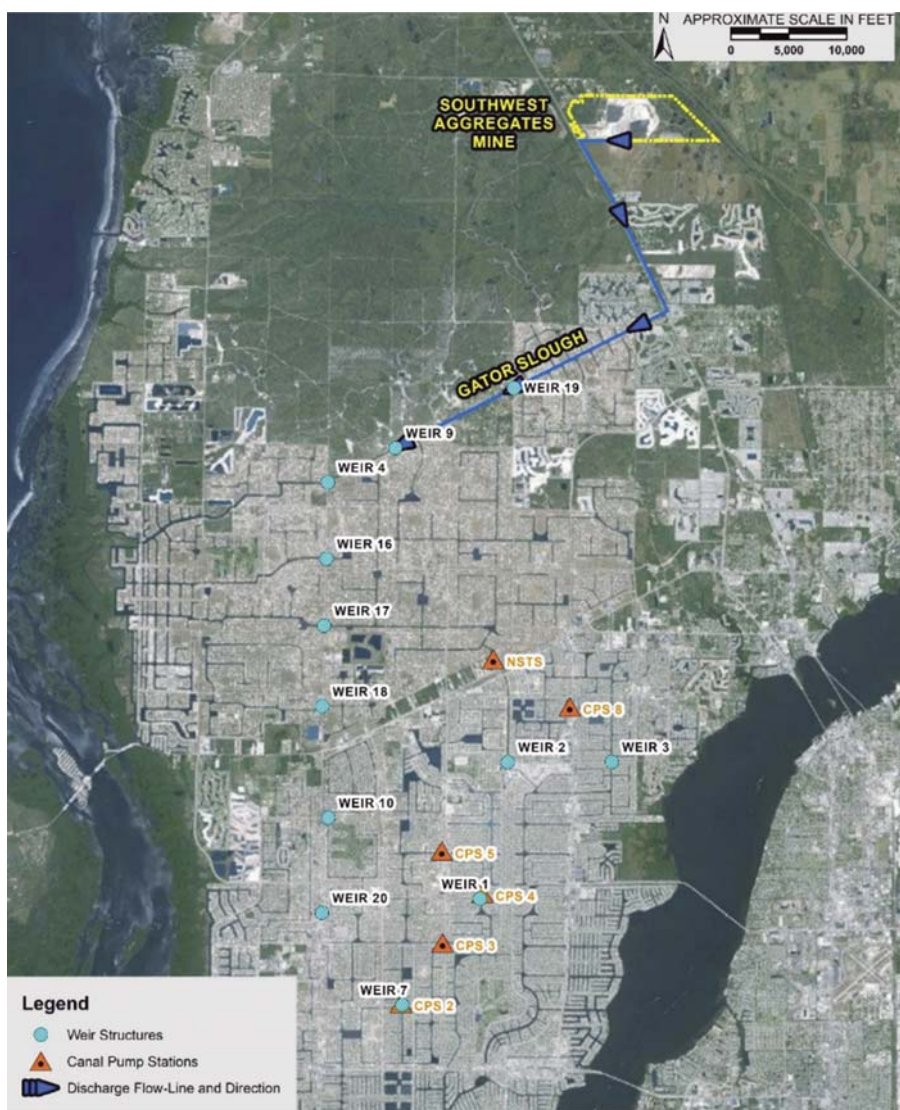 N
APPROXIMATE SCALE IN FEET
0 5,000 10,000
SOUTHWEST
AGGREGATES
MINE
GATOR SLOUGH
WEIR 19
WEIR 9
WEIR 4
WIER 16
WEIR 17
NSTS
WEIR 18
CPS 8
WEIR 2
WEIR 3
WEIR 10
CPS 5
WEIR 1
CPS 4
WEIR 20
CPS 3
WEIR 7
CPS 2
Legend
Weir Structures
Canal Pump Stations
Discharge Flow-Line and Direction